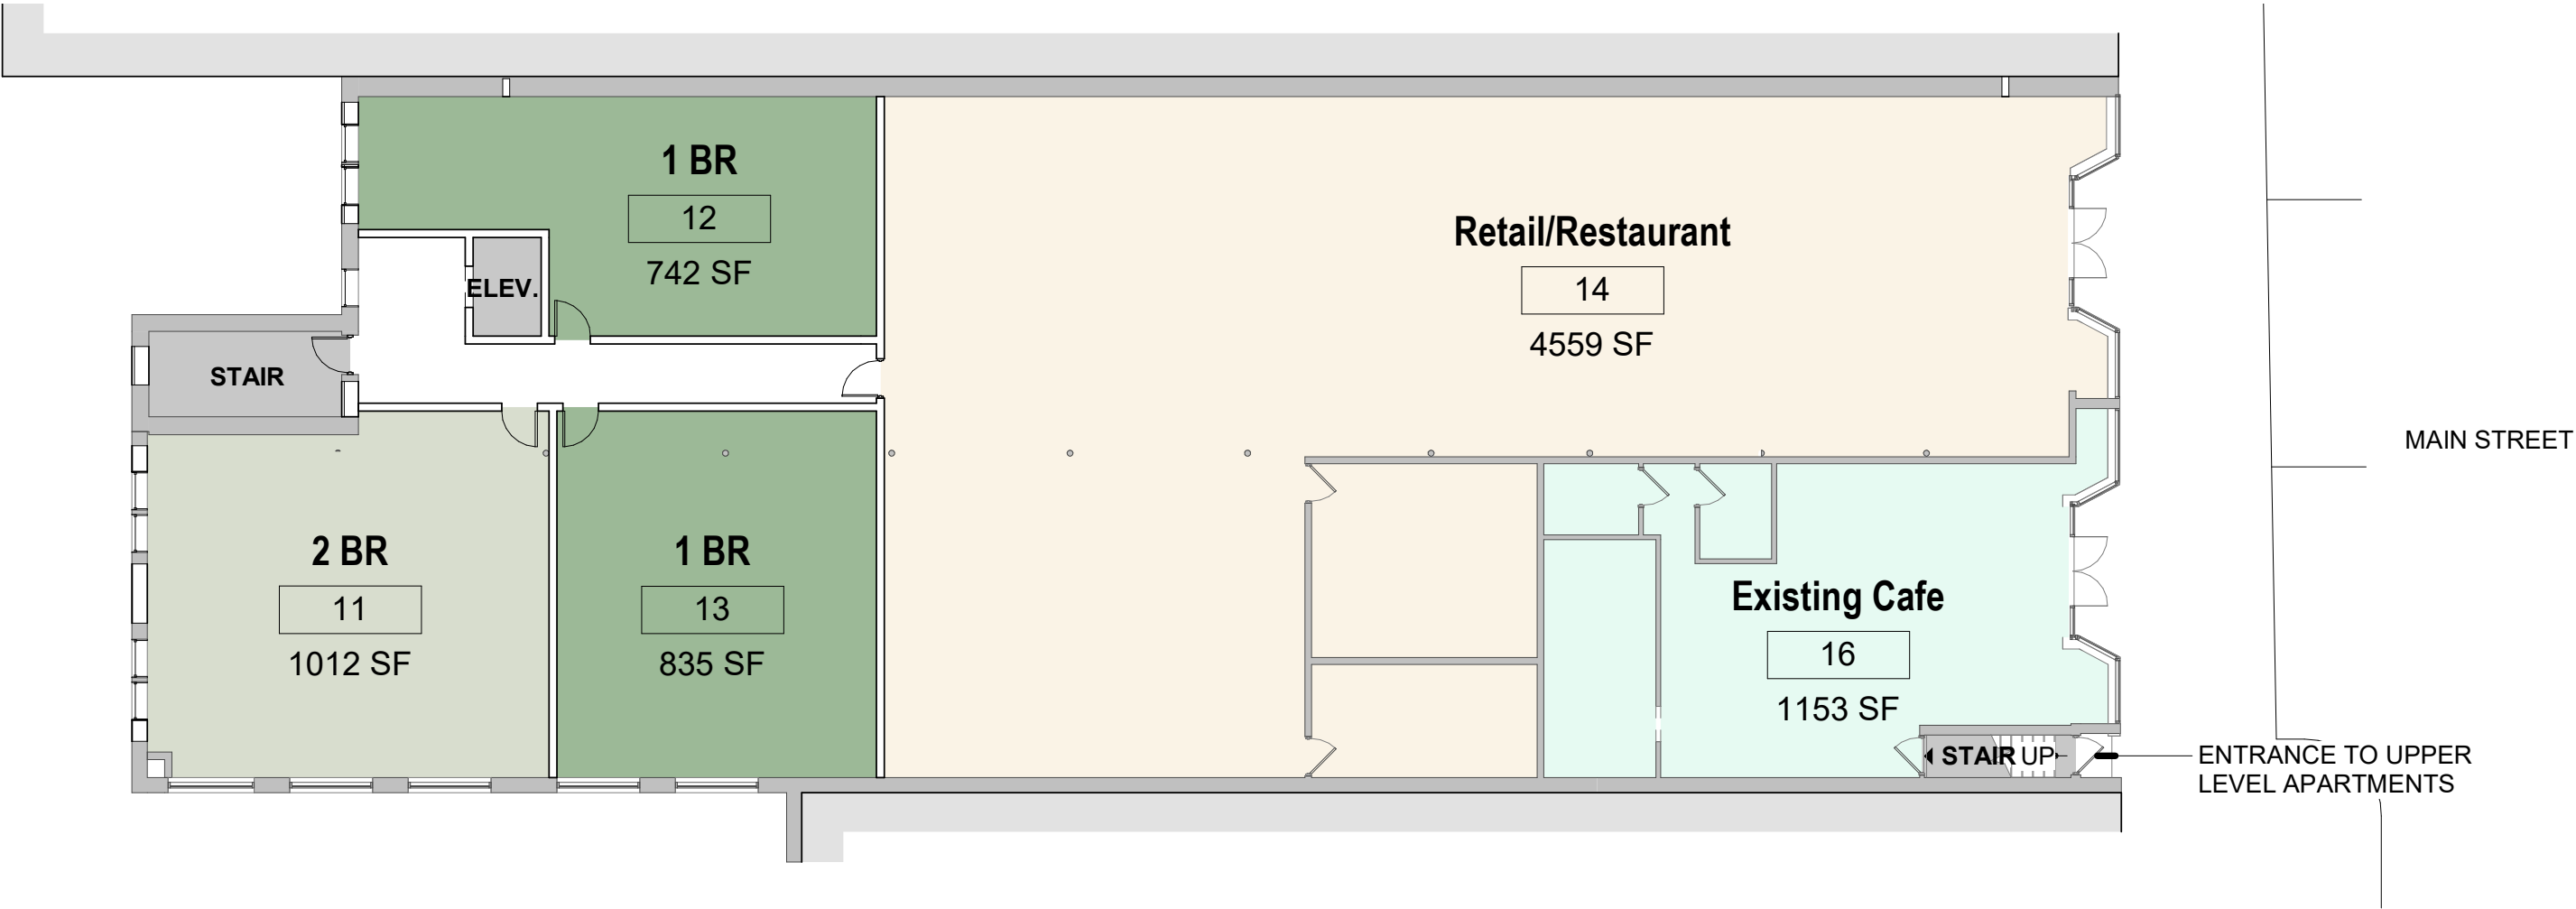 1 BR
12
742 SF
ELEV.
STAIR
2 BR
11
1012 SF
1 BR
13
835 SF
Retail/Restaurant
14
4559 SF
Existing Cafe
16
1153 SF
STAIR UP
MAIN STREET
ENTRANCE TO UPPER
LEVEL APARTMENTS